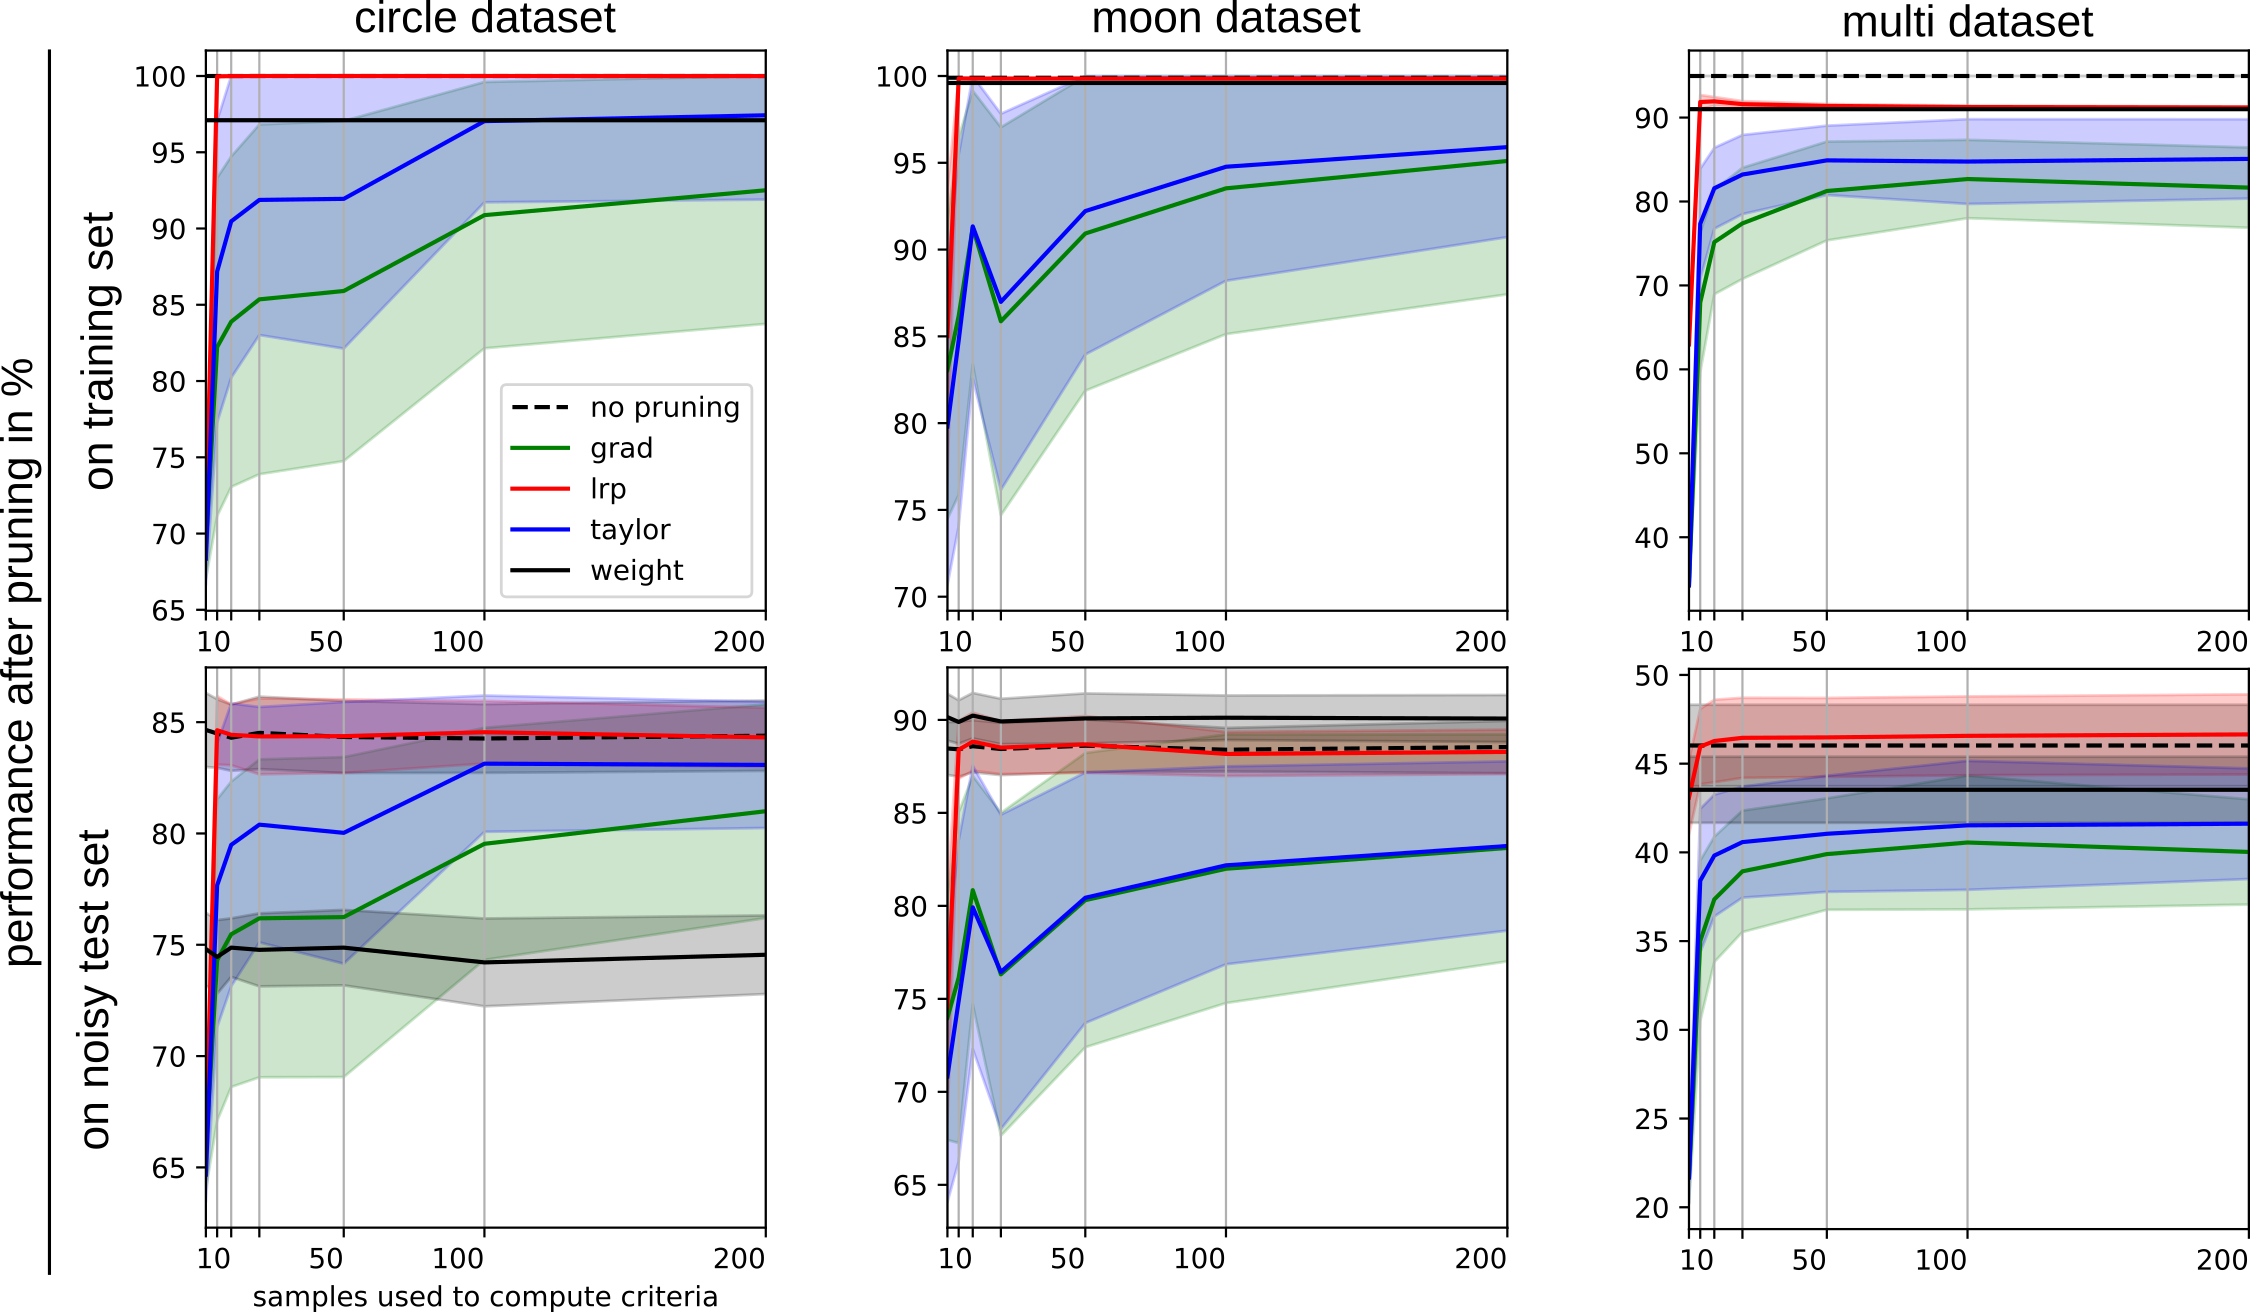 circle dataset
moon dataset
multi dataset
performance after pruning in %
on training set
100
95
90
85
80
75
70
65
10 50 100 200
no pruning
grad
lrp
taylor
weight
100
95
90
85
80
75
70
10 50 100 200
90
80
70
60
50
40
10 50 100 200
on noisy test set
85
80
75
70
65
10 50 100 200
samples used to compute criteria
90
85
80
75
70
65
10 50 100 200
50
45
40
35
30
25
20
10 50 100 200